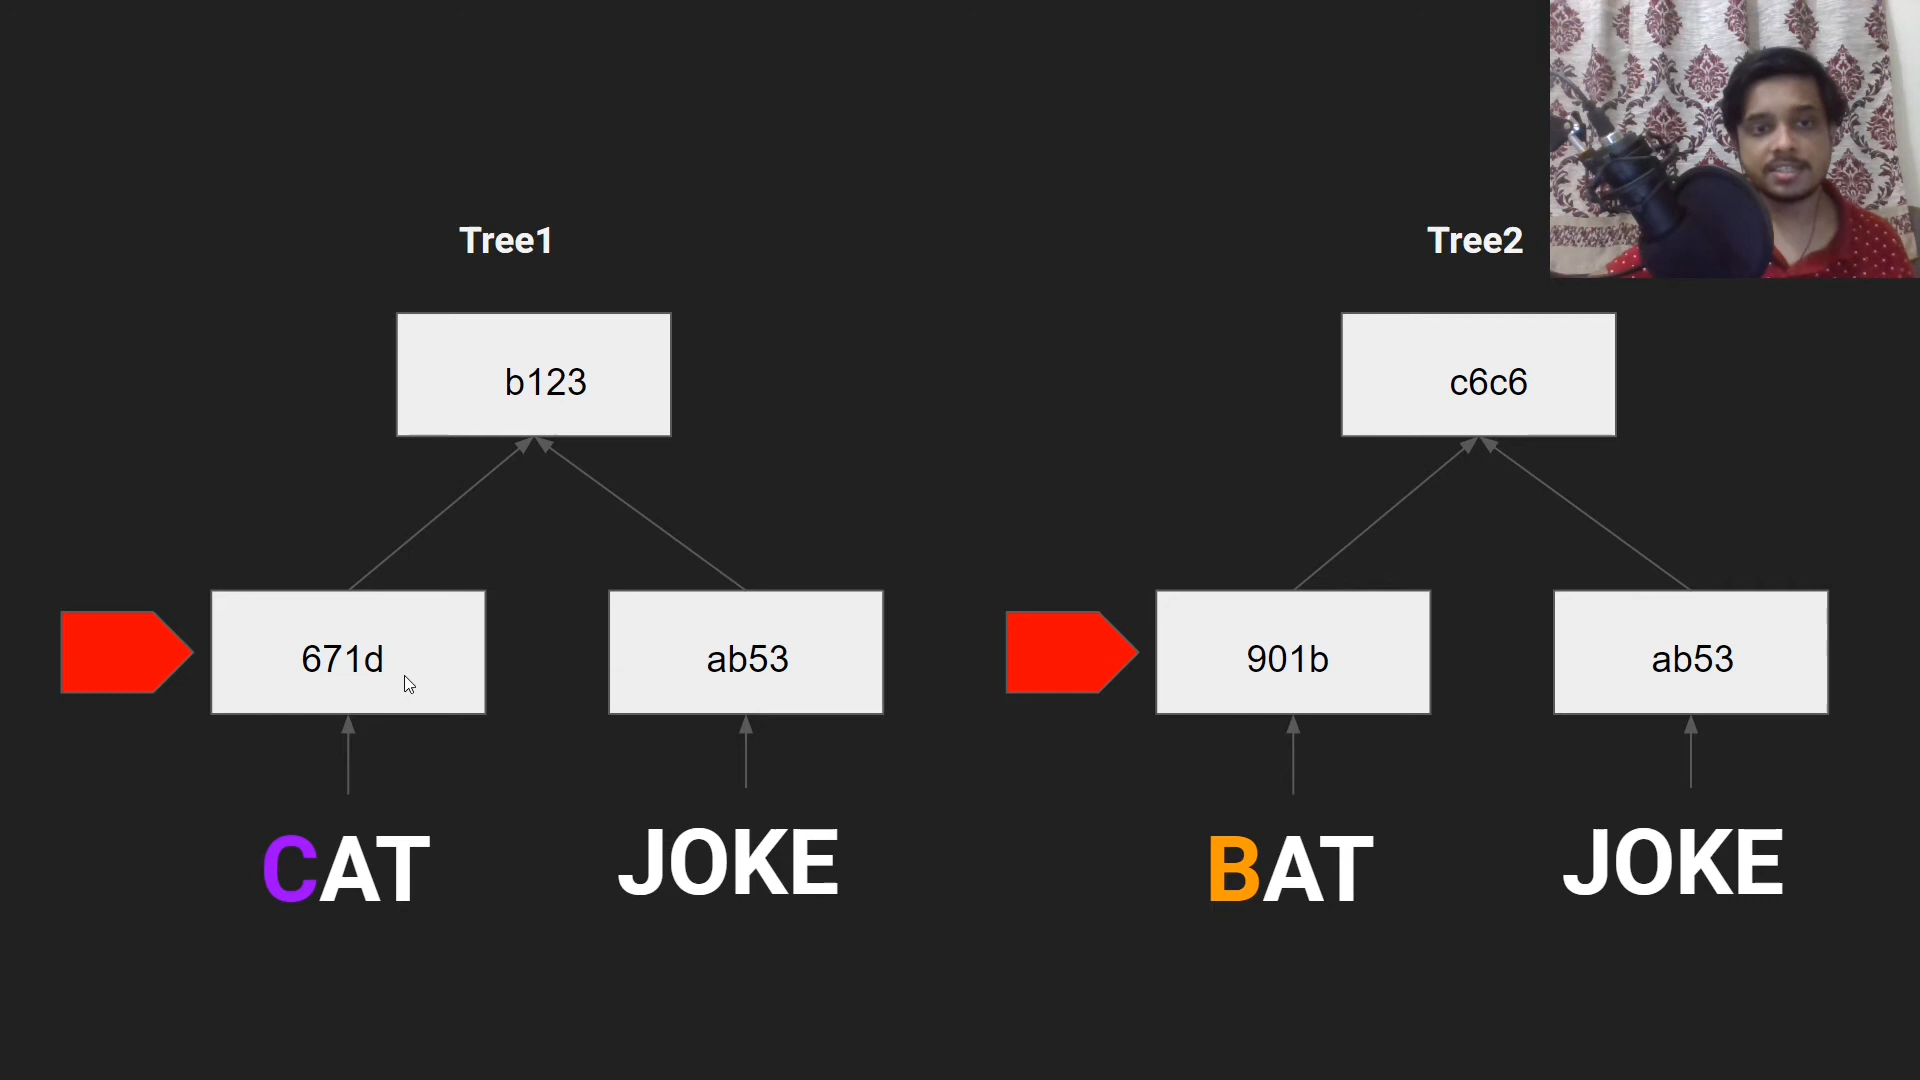 Tree1
Tree2
b123
c6c6
671d
ab53
901b
ab53
CAT
JOKE
BAT
JOKE